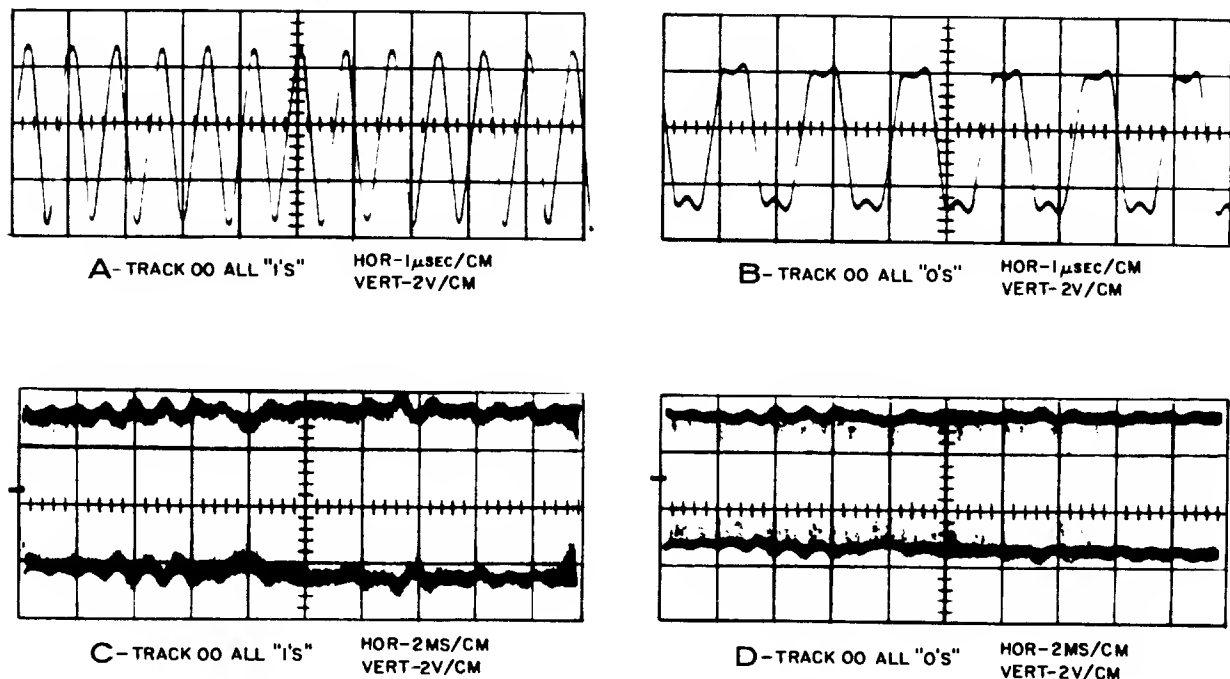 A-TRACK 00 ALL "1'S"
HOR-1μSEC/CM
VERT-2V/CM
B-TRACK 00 ALL "0'S"
HOR-1μSEC/CM
VERT-2V/CM
C-TRACK 00 ALL "1'S"
HOR-2MS/CM
VERT-2V/CM
D-TRACK 00 ALL "0'S"
HOR-2MS/CM
VERT-2V/CM